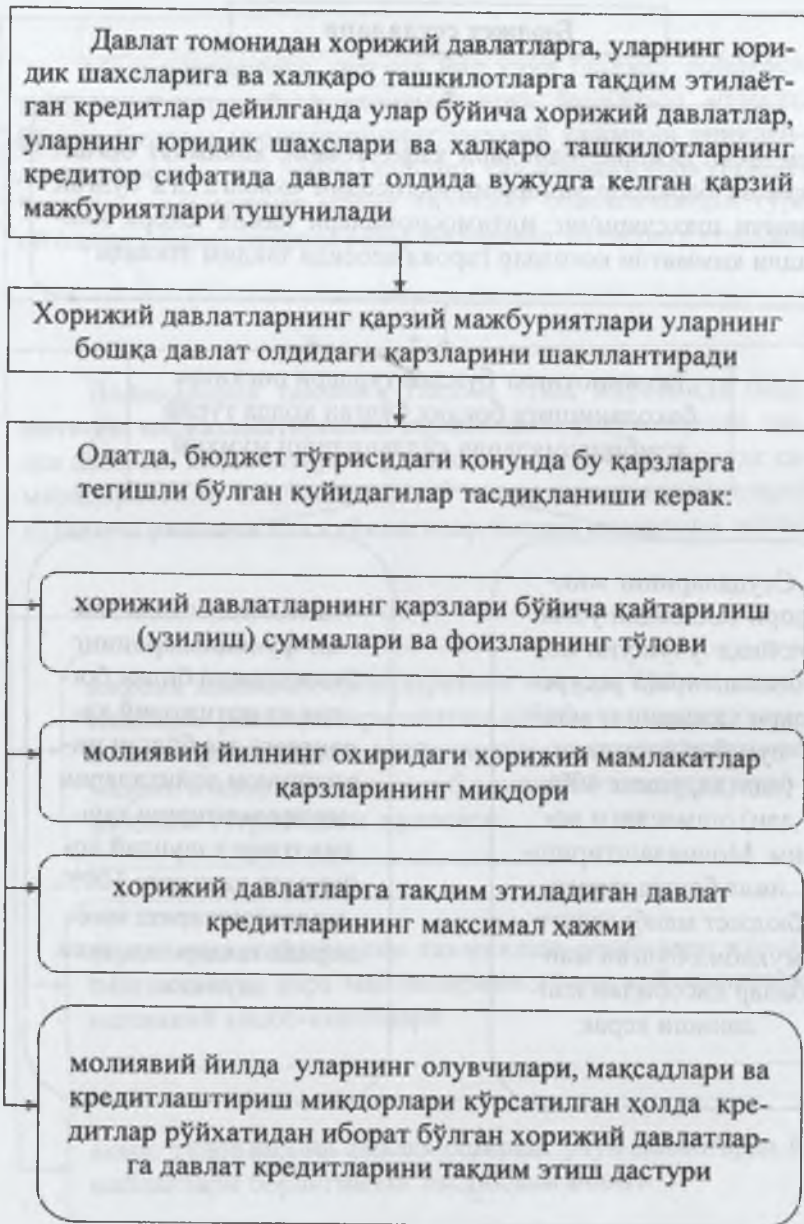 Давлат томонидан хорижий давлатларга, уларнинг юри-
дик шахсларига ва халқаро ташкилотларга тақдим этилаёт-
ган кредитлар дейилганда улар бўйича хорижий давлатлар,
уларнинг юридик шахслари ва халқаро ташкилотларнинг
кредитор сифатида давлат олдида вужудга келган қарзий
мажбуриятлари тушунилади
Хорижий давлатларнинг қарзий мажбуриятлари уларнинг
бошқа давлат олдидаги қарзларини шакллантиради
Одатда, бюджет тўғрисидаги қонунда бу қарзларга
тегишли бўлган қуйидагилар тасдиқланиши керак:
хорижий давлатларнинг қарзлари бўйича қайтарилиш
(узилиш) суммалари ва фоизларнинг тўлови
молиявий йилнинг охиридаги хорижий мамлакатлар
қарзларининг миқдори
хорижий давлатларга тақдим этиладиган давлат
кредитларининг максимал ҳажми
молиявий йилда уларнинг олувчилари, мақсадлари ва
кредитлаштириш миқдорлари кўрсатилган ҳолда кре-
дитлар рўйхатидан иборат бўлган хорижий давлатлар-
га давлат кредитларини тақдим этиш дастури